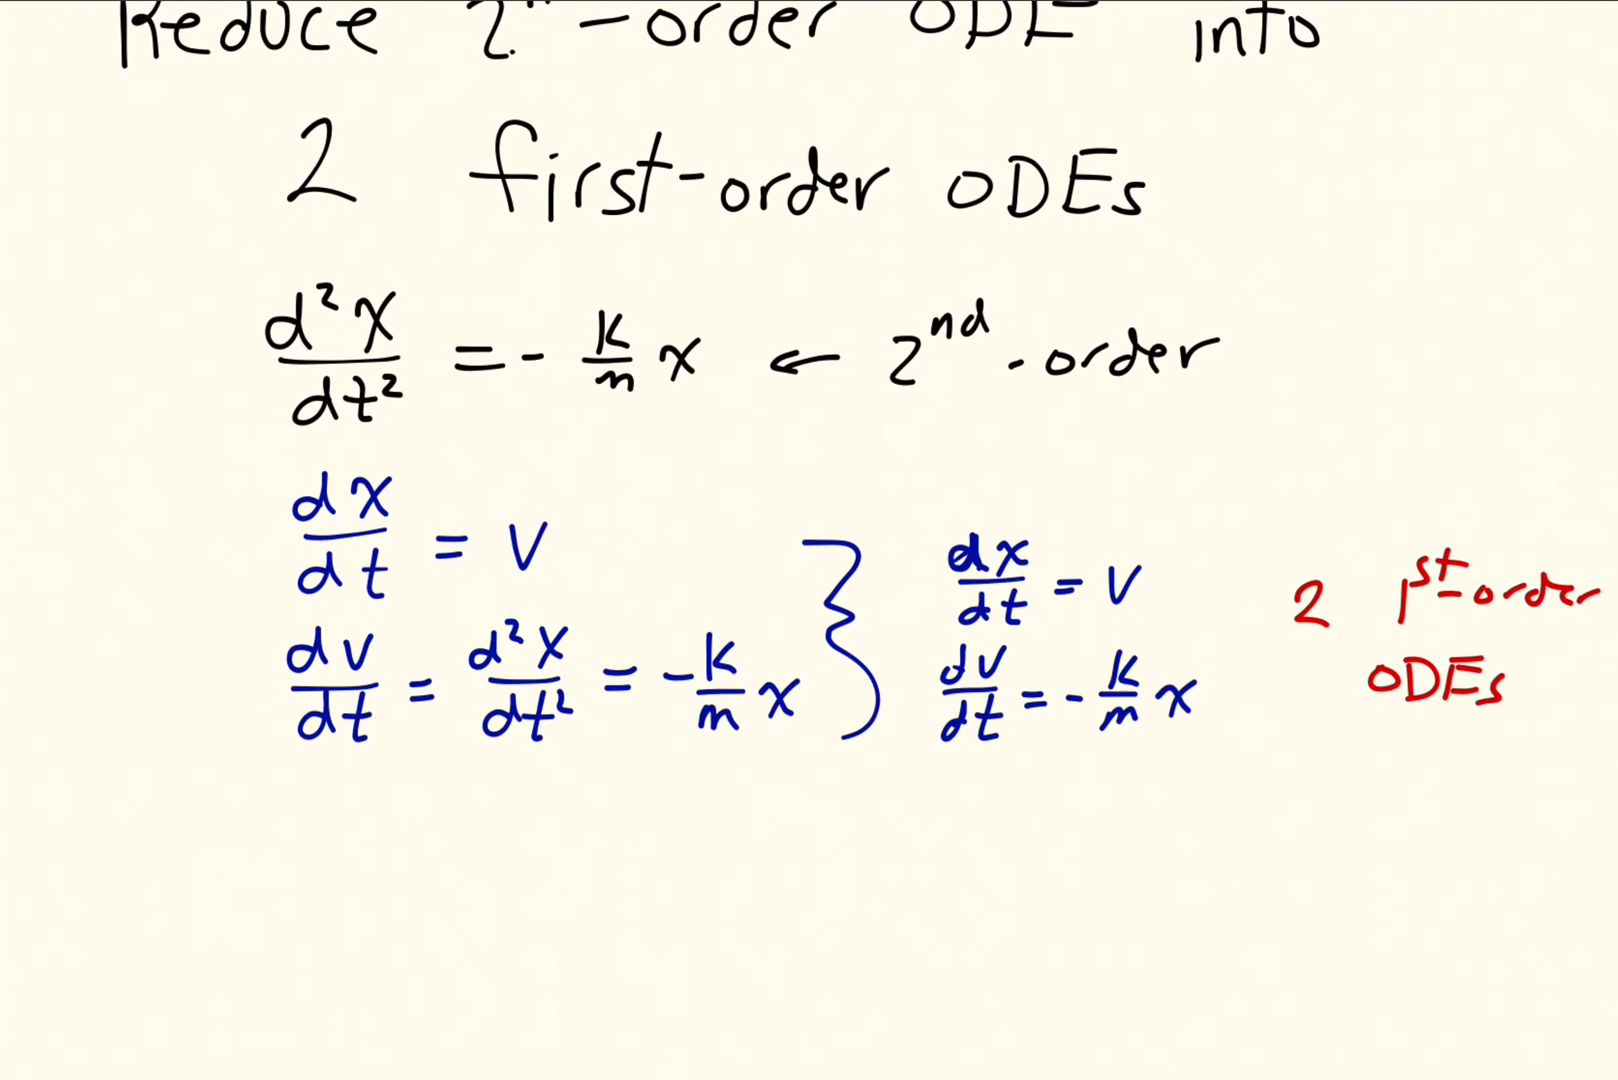 Reduce 2nd-order ODE into
2 first-order ODEs
d²x/dt² = - k/m x ← 2nd-order
dx/dt = v
dv/dt = d²x/dt² = -k/m x
} dx/dt = v
dv/dt = - k/m x
2 1st-order
ODEs